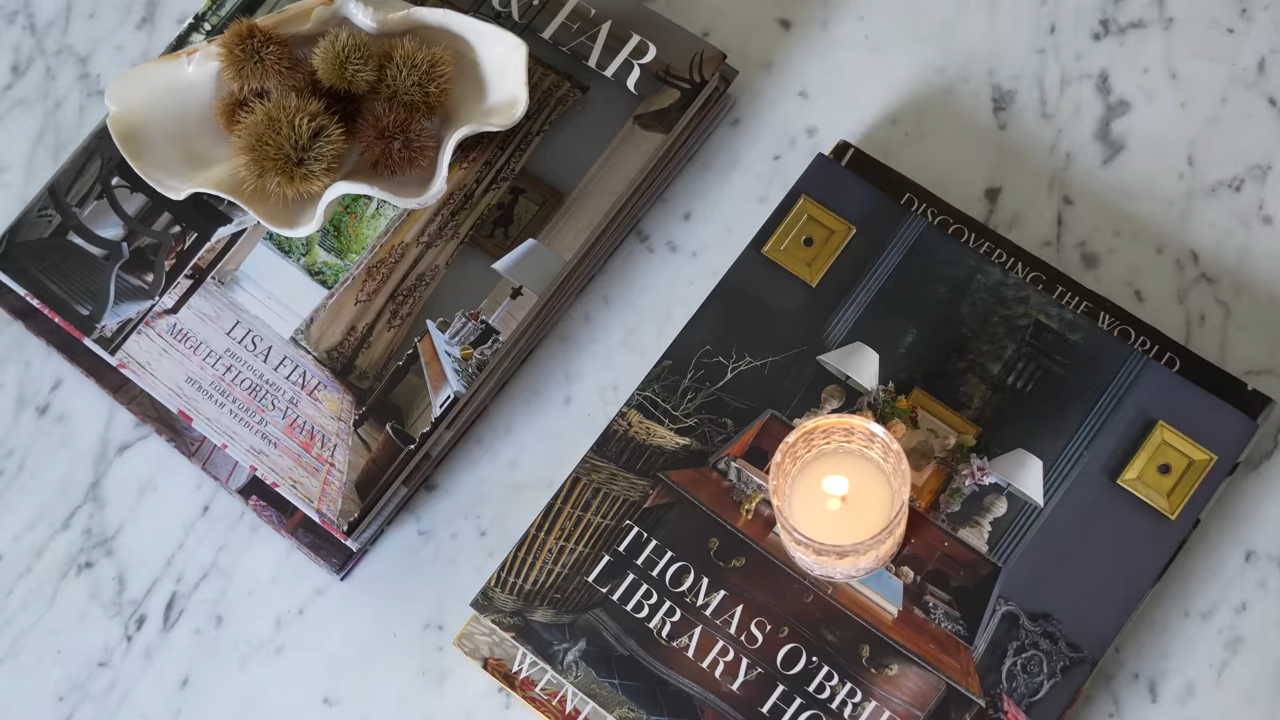 & FAR
LISA FINE
PHOTOGRAPHY BY
MIGUEL FLORES-VIANNA
FOREWORD BY
DEBORAH NEEDLEMAN
DISCOVERING THE WORLD
THOMAS O'BRI
LIBRARY HO
WENT